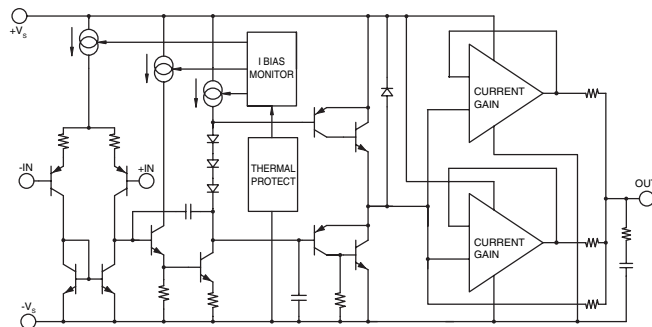 +Vs
I BIAS
MONITOR
CURRENT
GAIN
THERMAL
PROTECT
-IN
+IN
OUT
CURRENT
GAIN
-Vs